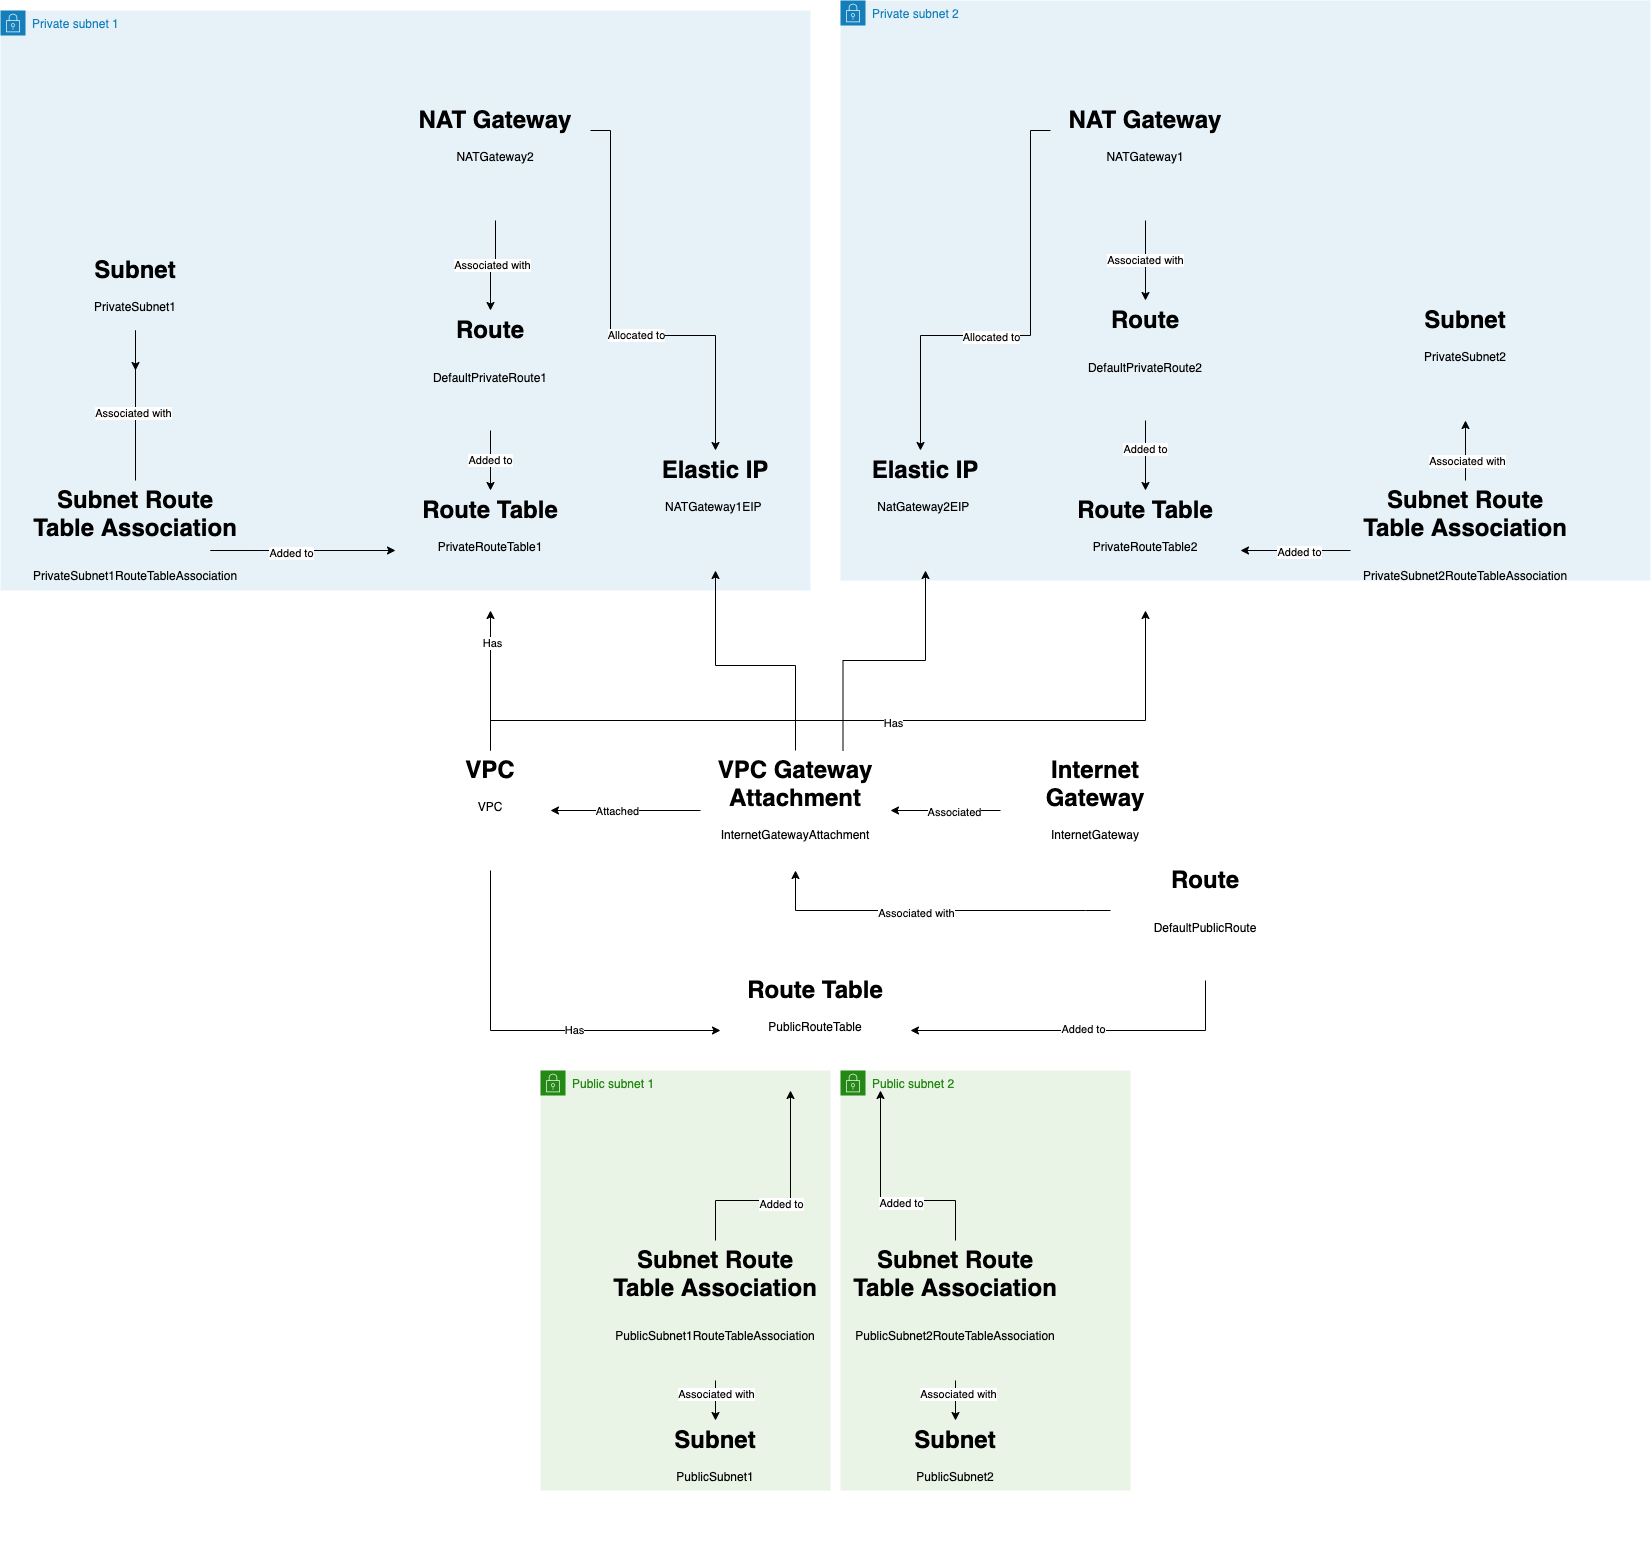 Private subnet 1
NAT Gateway
NATGateway2
Associated with
Subnet
PrivateSubnet1
Route
Allocated to
DefaultPrivateRoute1
Associated with
Added to
Elastic IP
NATGateway1EIP
Subnet Route
Table Association
Route Table
PrivateRouteTable1
Added to
PrivateSubnet1RouteTableAssociation
Private subnet 2
NAT Gateway
NATGateway1
Associated with
Route
Subnet
Allocated to
PrivateSubnet2
DefaultPrivateRoute2
Added to
Associated with
Elastic IP
NatGateway2EIP
Route Table
PrivateRouteTable2
Subnet Route
Table Association
Added to
PrivateSubnet2RouteTableAssociation
Has
Has
VPC
VPC
Attached
VPC Gateway
Attachment
InternetGatewayAttachment
Associated
Internet
Gateway
InternetGateway
Route
DefaultPublicRoute
Associated with
Route Table
PublicRouteTable
Has
Added to
Public subnet 1
Added to
Subnet Route
Table Association
PublicSubnet1RouteTableAssociation
Associated with
Subnet
PublicSubnet1
Public subnet 2
Added to
Subnet Route
Table Association
PublicSubnet2RouteTableAssociation
Associated with
Subnet
PublicSubnet2